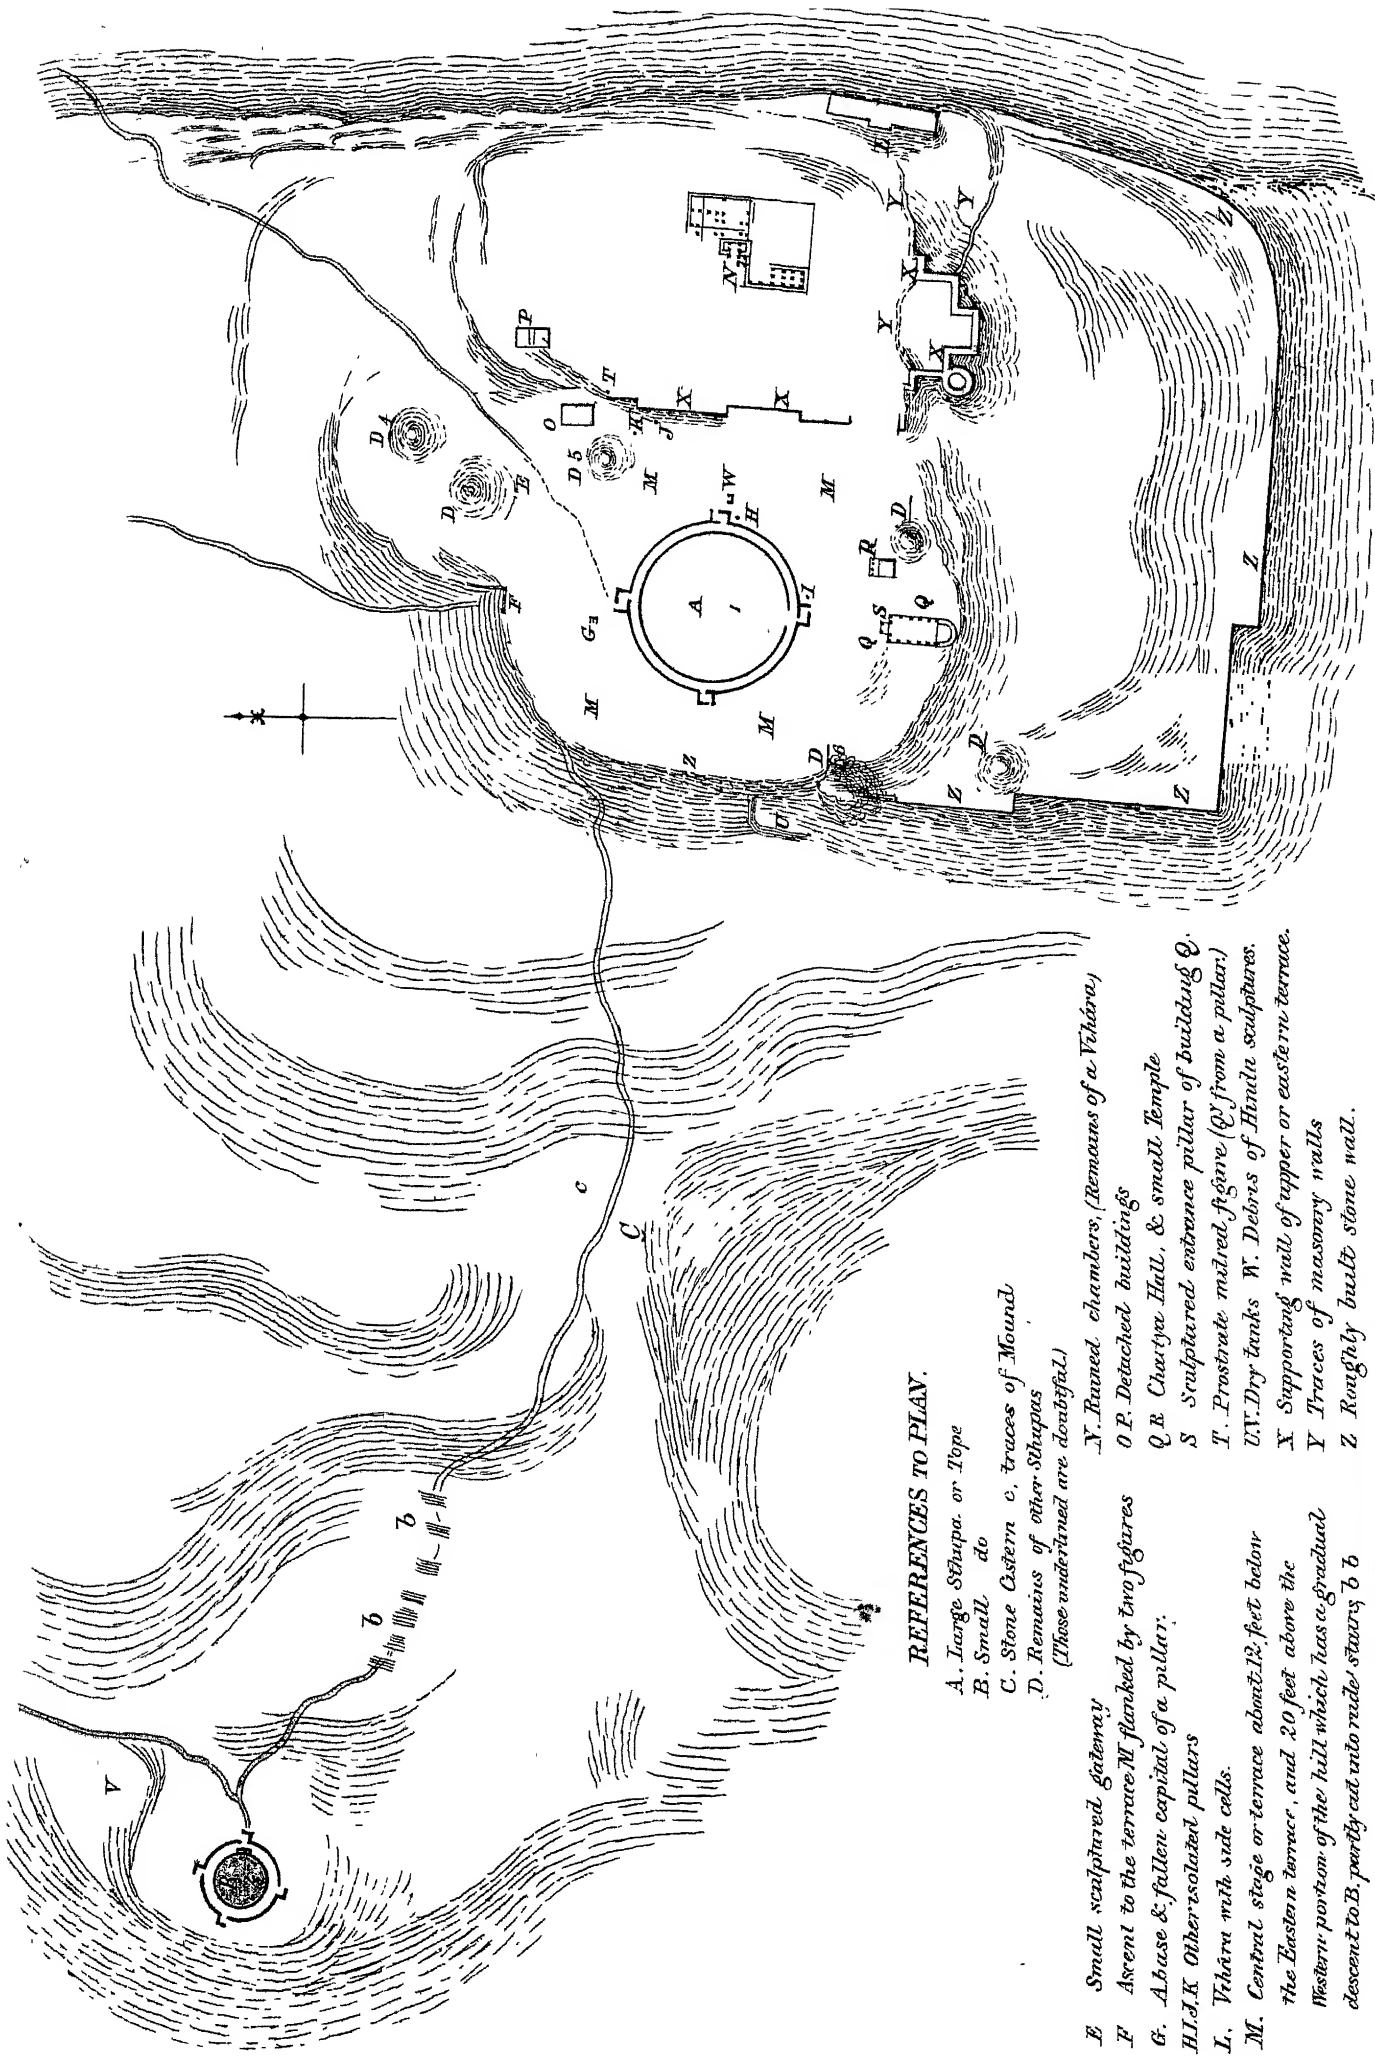 REFERENCES TO PLAN.
A. Large Sthupa or Tope
B. Small do
C. Stone Cistern c. traces of Mound
D. Remains of other Sthupas
(Those underlined are doubtful.)
E Small sculptured gateway
F Ascent to the terrace M flanked by two figures
G. A base & fallen capital of a pillar.
H.I.J.K Other isolated pillars
L. Vihâra with side cells.
M. Central stage or terrace about 12 feet below
the Eastern terrace, and 20 feet above the
Western portion of the hill which has a gradual
descent to B, partly cut into rude stairs, b b
N. Ruined chambers, (Remains of a Vihára)
O P. Detached buildings
Q R Chaitya Hall, & small Temple
S Sculptured entrance pillar of building Q.
T. Prostrate mitred figure (Qy from a pillar.)
U.V. Dry tanks W. Debris of Hindu sculptures.
X Supporting wall of upper or eastern terrace.
Y Traces of masonry walls
Z Roughly built stone wall.
P
O
T
K
J
X
X
N
Y
Y
Y
X
X
Z
Z
D 4
D
E
D 5
M
W
H
M
F
G
A
I
R
D
S
Q
Q
M
M
Z
D
U
D
Z
Z
c
C
b
b
V